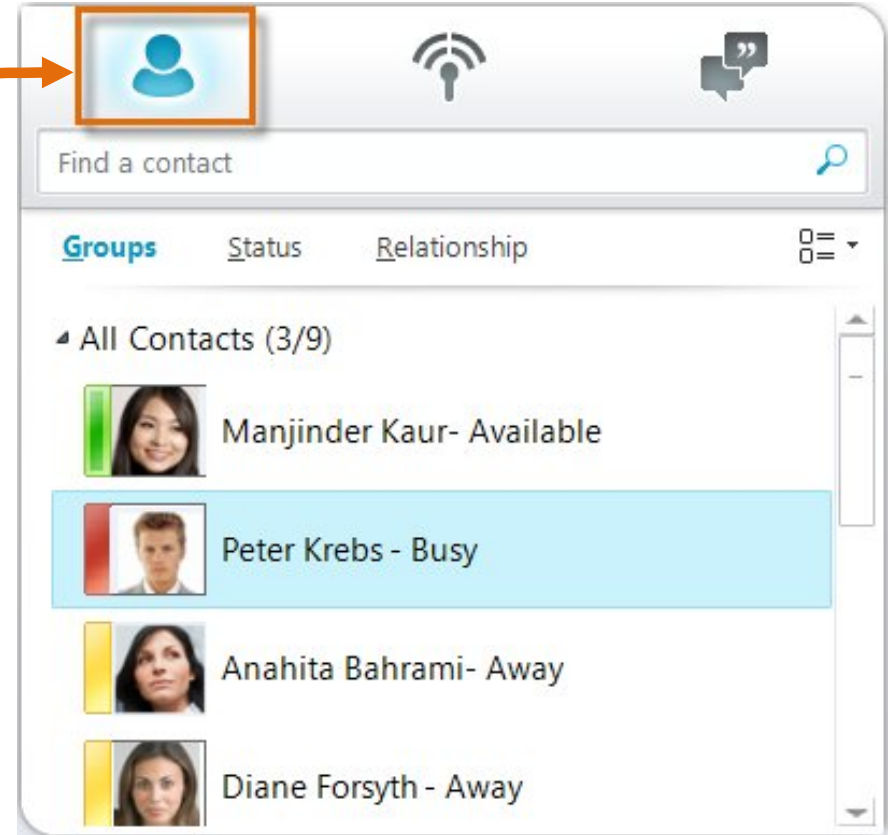 Find a contact
Groups Status Relationship
All Contacts (3/9)
Manjinder Kaur- Available
Peter Krebs - Busy
Anahita Bahrami- Away
Diane Forsyth - Away